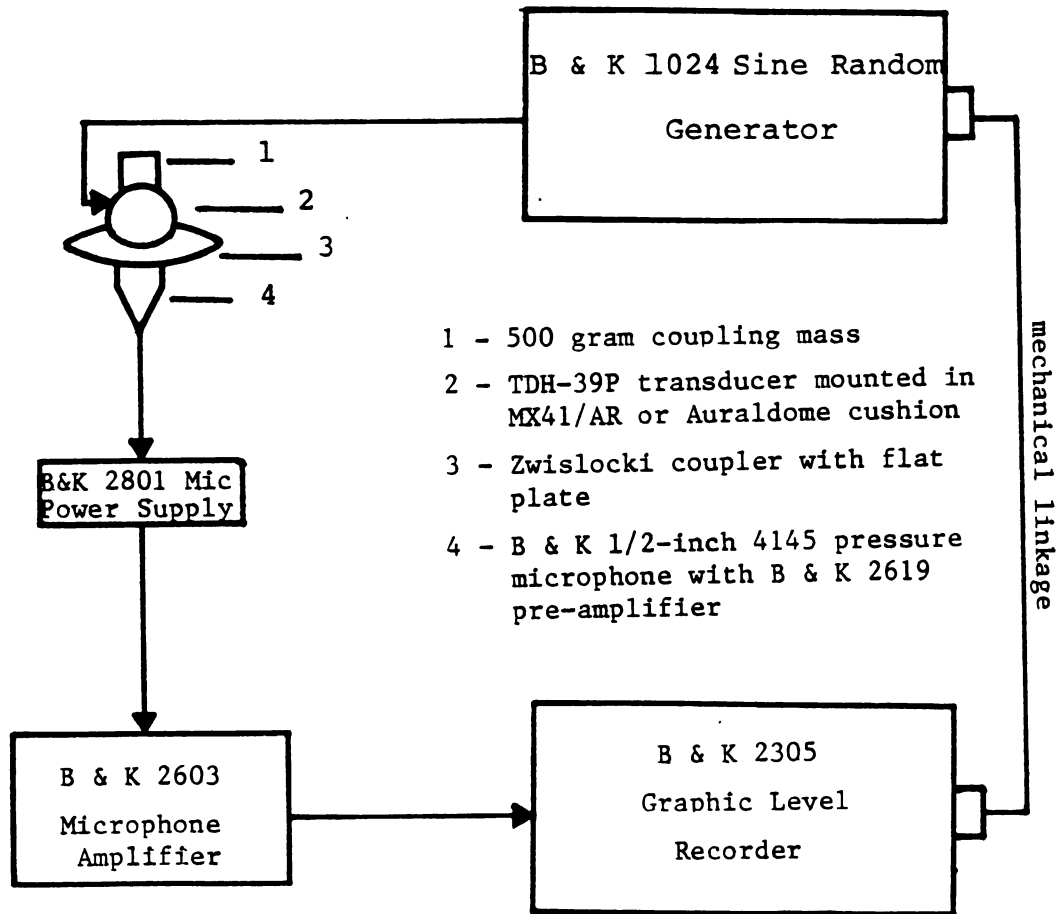 B & K 1024 Sine Random
Generator
1
2
3
4
1 - 500 gram coupling mass
2 - TDH-39P transducer mounted in
MX41/AR or Auraldome cushion
3 - Zwislocki coupler with flat
plate
4 - B & K 1/2-inch 4145 pressure
microphone with B & K 2619
pre-amplifier
mechanical linkage
B&K 2801 Mic
Power Supply
B & K 2603
Microphone
Amplifier
B & K 2305
Graphic Level
Recorder